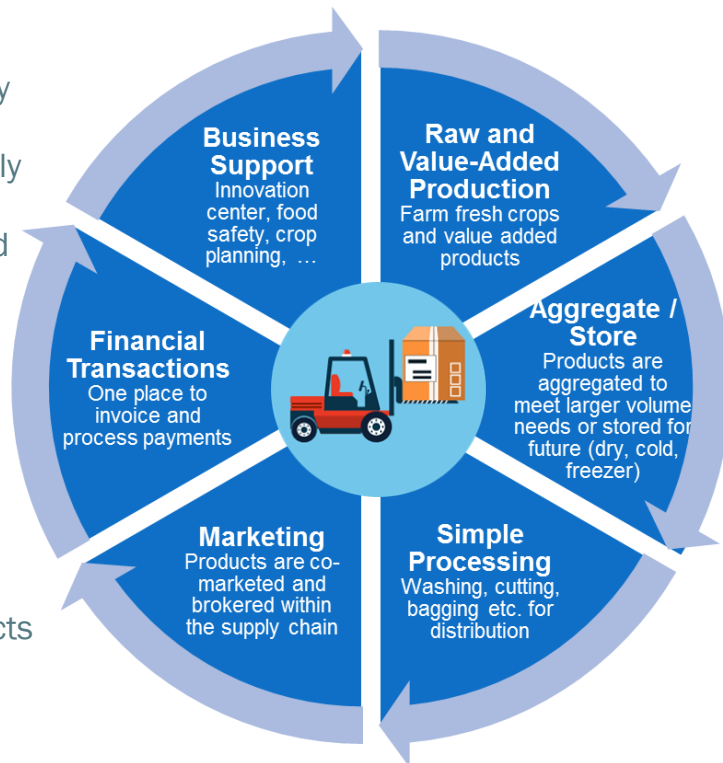 y
ly
d
cts
Business
Support
Innovation
center, food
safety, crop
planning, …
Raw and
Value-Added
Production
Farm fresh crops
and value added
products
Aggregate /
Store
Products are
aggregated to
meet larger volume
needs or stored for
future (dry, cold,
freezer)
Simple
Processing
Washing, cutting,
bagging etc. for
distribution
Marketing
Products are co-
marketed and
brokered within
the supply chain
Financial
Transactions
One place to
invoice and
process payments